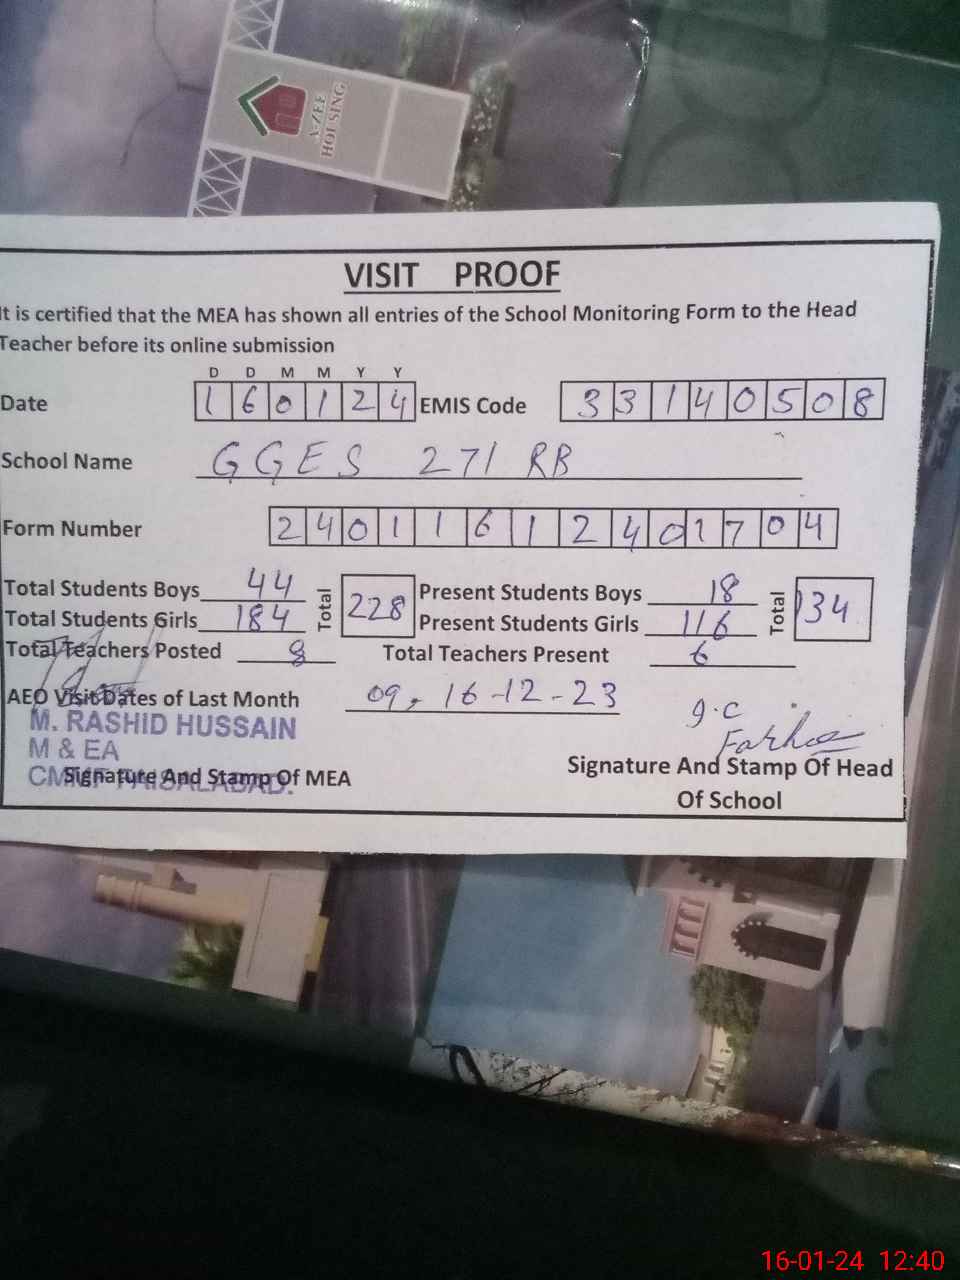 A-ZEE
HOUSING
VISIT PROOF
It is certified that the MEA has shown all entries of the School Monitoring Form to the Head
Teacher before its online submission
D D M M Y Y
Date 1 6 0 1 2 4 EMIS Code 3 3 1 4 0 5 0 8
School Name GGES 271 RB
Form Number 2 4 0 1 1 6 1 2 4 0 1 7 0 4
Total Students Boys 44 Total 228 Present Students Boys 18 Total 134
Total Students Girls 184 Present Students Girls 116
Total Teachers Posted 8 Total Teachers Present 6
AEO Visit Dates of Last Month 09, 16-12-23
M. RASHID HUSSAIN
M & EA
CMMF FAISALABAD.
Signature And Stamp Of MEA
Signature And Stamp Of Head
Of School
16-01-24 12:40